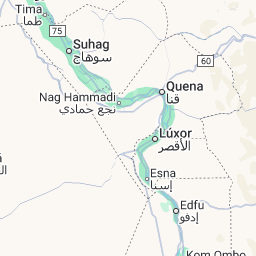 Tima
طما
75
Suhag
سوهاج
Quena
قنا
60
Nag Hammadi
نجع حمادي
Lúxor
الأقصر
Esna
إسنا
Edfu
إدفو
Kom Ombo